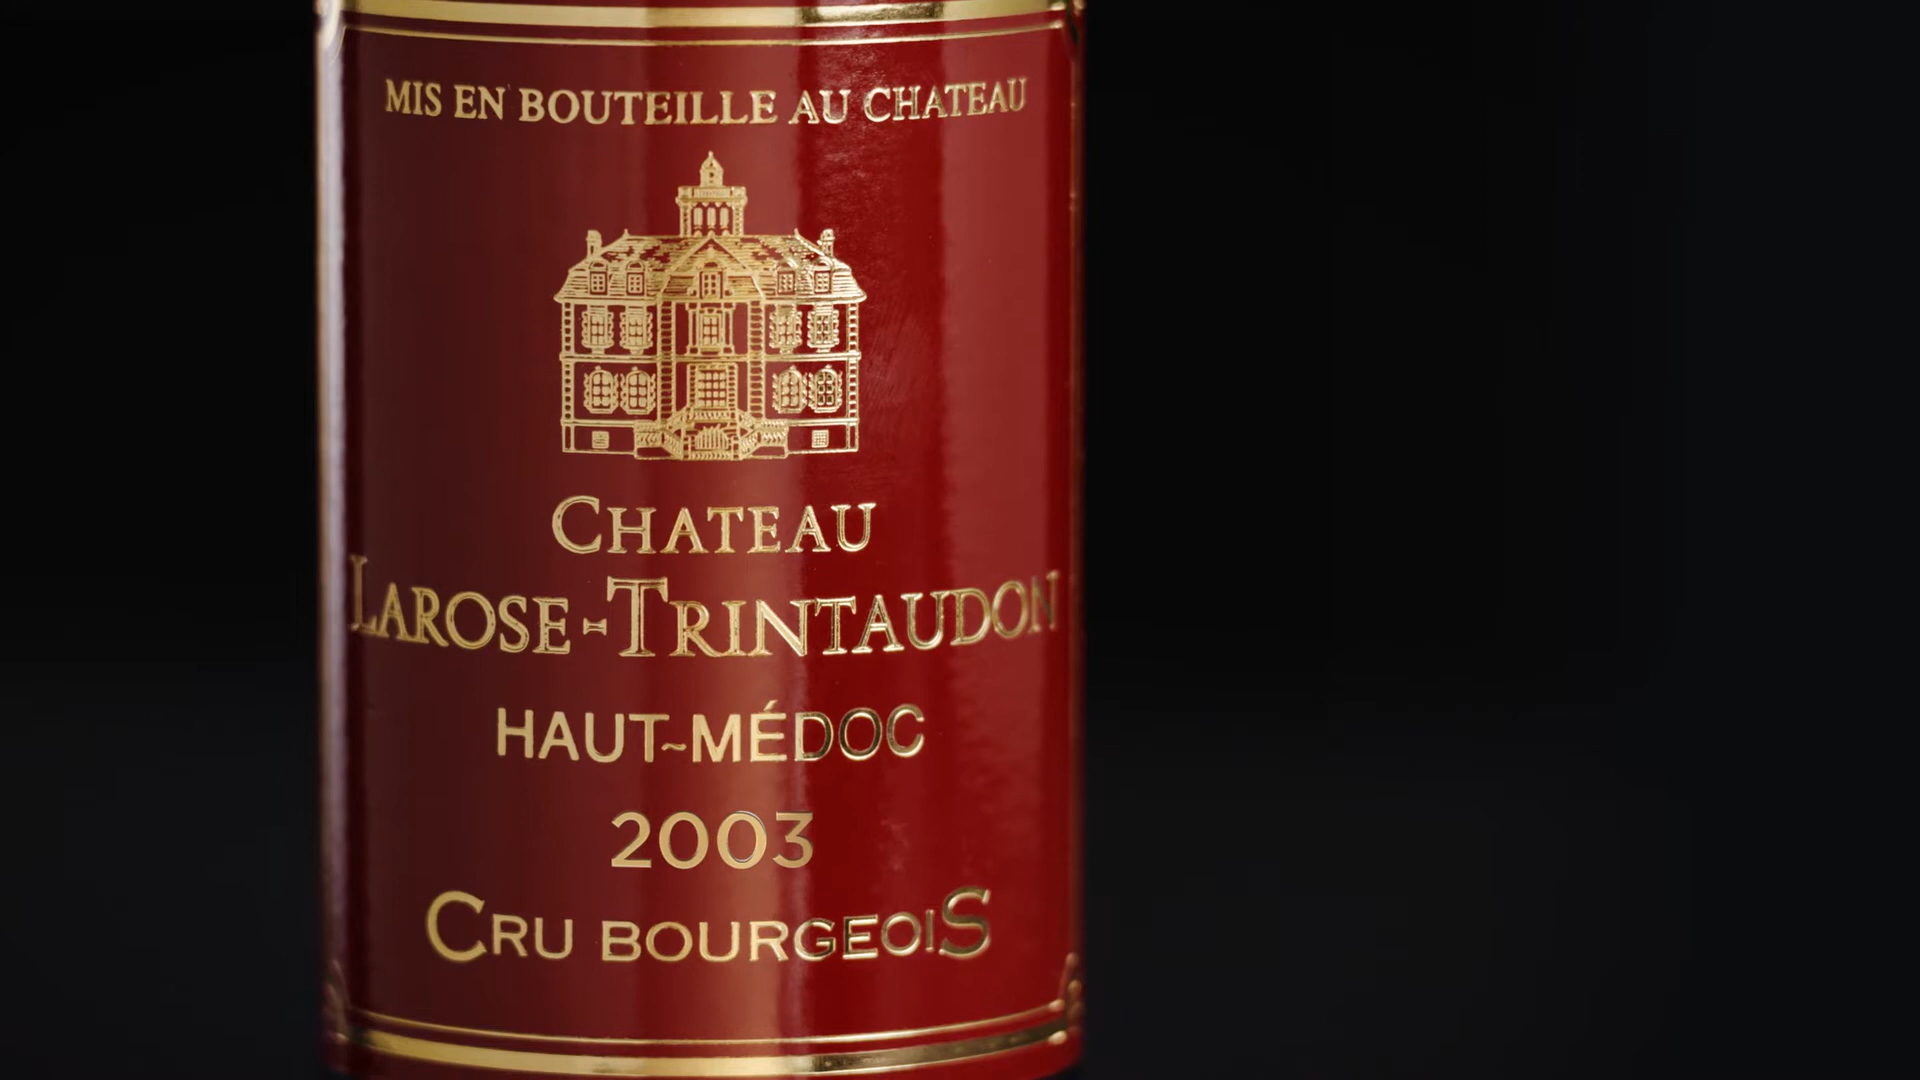 MIS EN BOUTEILLE AU CHATEAU
CHATEAU
LAROSE-TRINTAUDON
HAUT~MÉDOC
2003
CRU BOURGEOIS